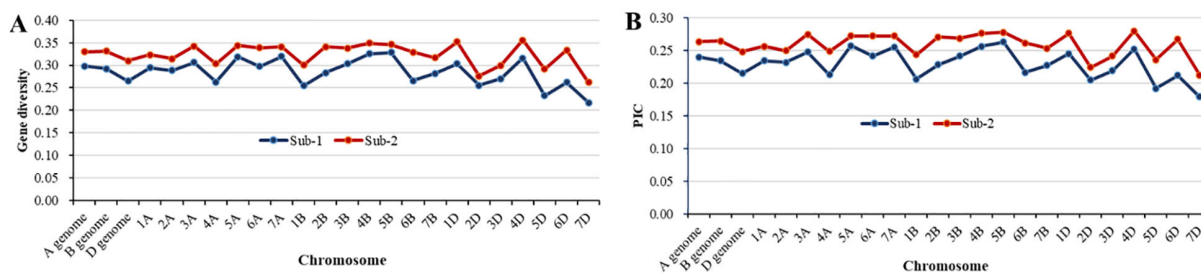 A
Gene diversity
0.40
0.35
0.30
0.25
0.20
0.15
0.10
0.05
0.00
Sub-1 Sub-2
A genome B genome D genome 1A 2A 3A 4A 5A 6A 7A 1B 2B 3B 4B 5B 6B 7B 1D 2D 3D 4D 5D 6D 7D
Chromosome
B
PIC
0.30
0.25
0.20
0.15
0.10
0.05
0.00
Sub-1 Sub-2
A genome B genome D genome 1A 2A 3A 4A 5A 6A 7A 1B 2B 3B 4B 5B 6B 7B 1D 2D 3D 4D 5D 6D 7D
Chromosome